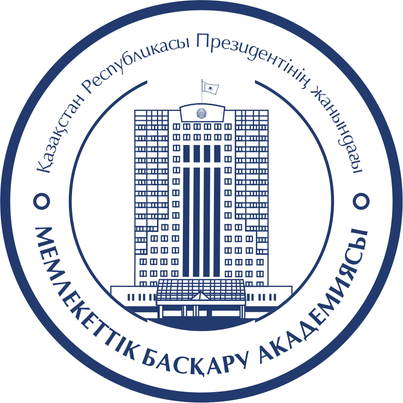 Қазақстан Республикасы Президентінің жанындағы
МЕМЛЕКЕТТІК БАСҚАРУ АКАДЕМИЯСЫ